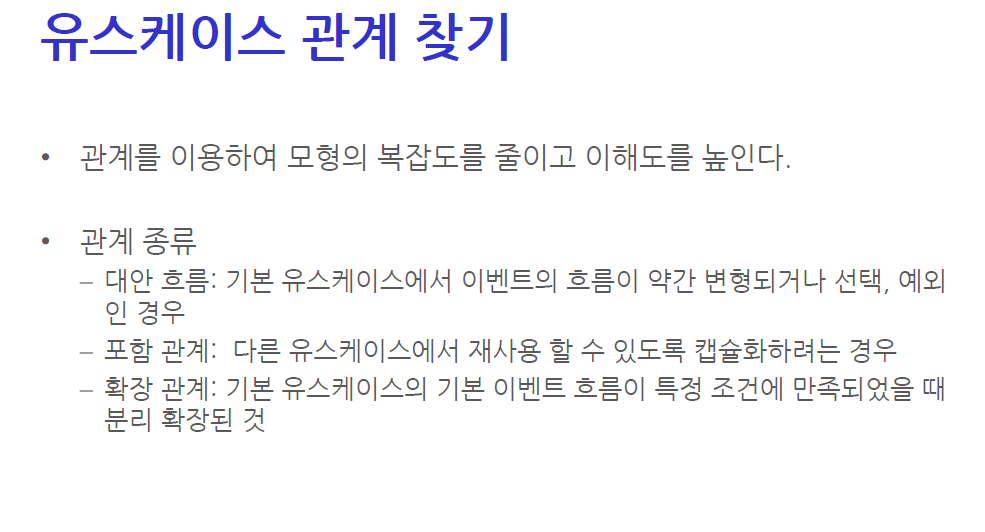 유스케이스 관계 찾기
• 관계를 이용하여 모형의 복잡도를 줄이고 이해도를 높인다.
• 관계 종류
– 대안 흐름: 기본 유스케이스에서 이벤트의 흐름이 약간 변형되거나 선택, 예외
인 경우
– 포함 관계: 다른 유스케이스에서 재사용 할 수 있도록 캡슐화하려는 경우
– 확장 관계: 기본 유스케이스의 기본 이벤트 흐름이 특정 조건에 만족되었을 때
분리 확장된 것